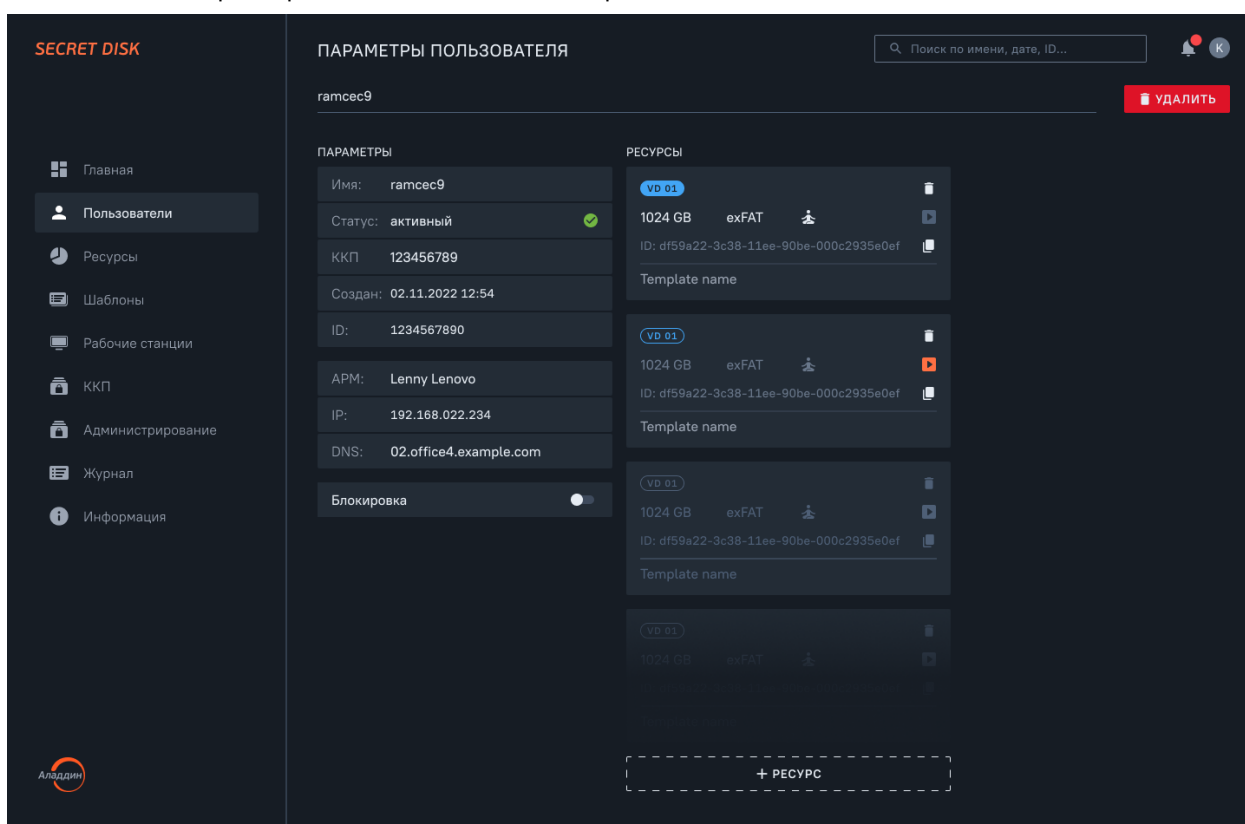 SECRET DISK
ПАРАМЕТРЫ ПОЛЬЗОВАТЕЛЯ
Поиск по имени, дате, ID...
K
ramcec9
УДАЛИТЬ
Главная
Пользователи
Ресурсы
Шаблоны
Рабочие станции
ККП
Администрирование
Журнал
Информация
Аладдин
ПАРАМЕТРЫ
Имя: ramcec9
Статус: активный
ККП 123456789
Создан: 02.11.2022 12:54
ID: 1234567890
АРМ: Lenny Lenovo
IP: 192.168.022.234
DNS: 02.office4.example.com
Блокировка
РЕСУРСЫ
VD 01
1024 GB exFAT
ID: df59a22-3c38-11ee-90be-000c2935e0ef
Template name
VD 01
1024 GB exFAT
ID: df59a22-3c38-11ee-90be-000c2935e0ef
Template name
VD 01
1024 GB exFAT
ID: df59a22-3c38-11ee-90be-000c2935e0ef
Template name
VD 01
1024 GB exFAT
+ РЕСУРС